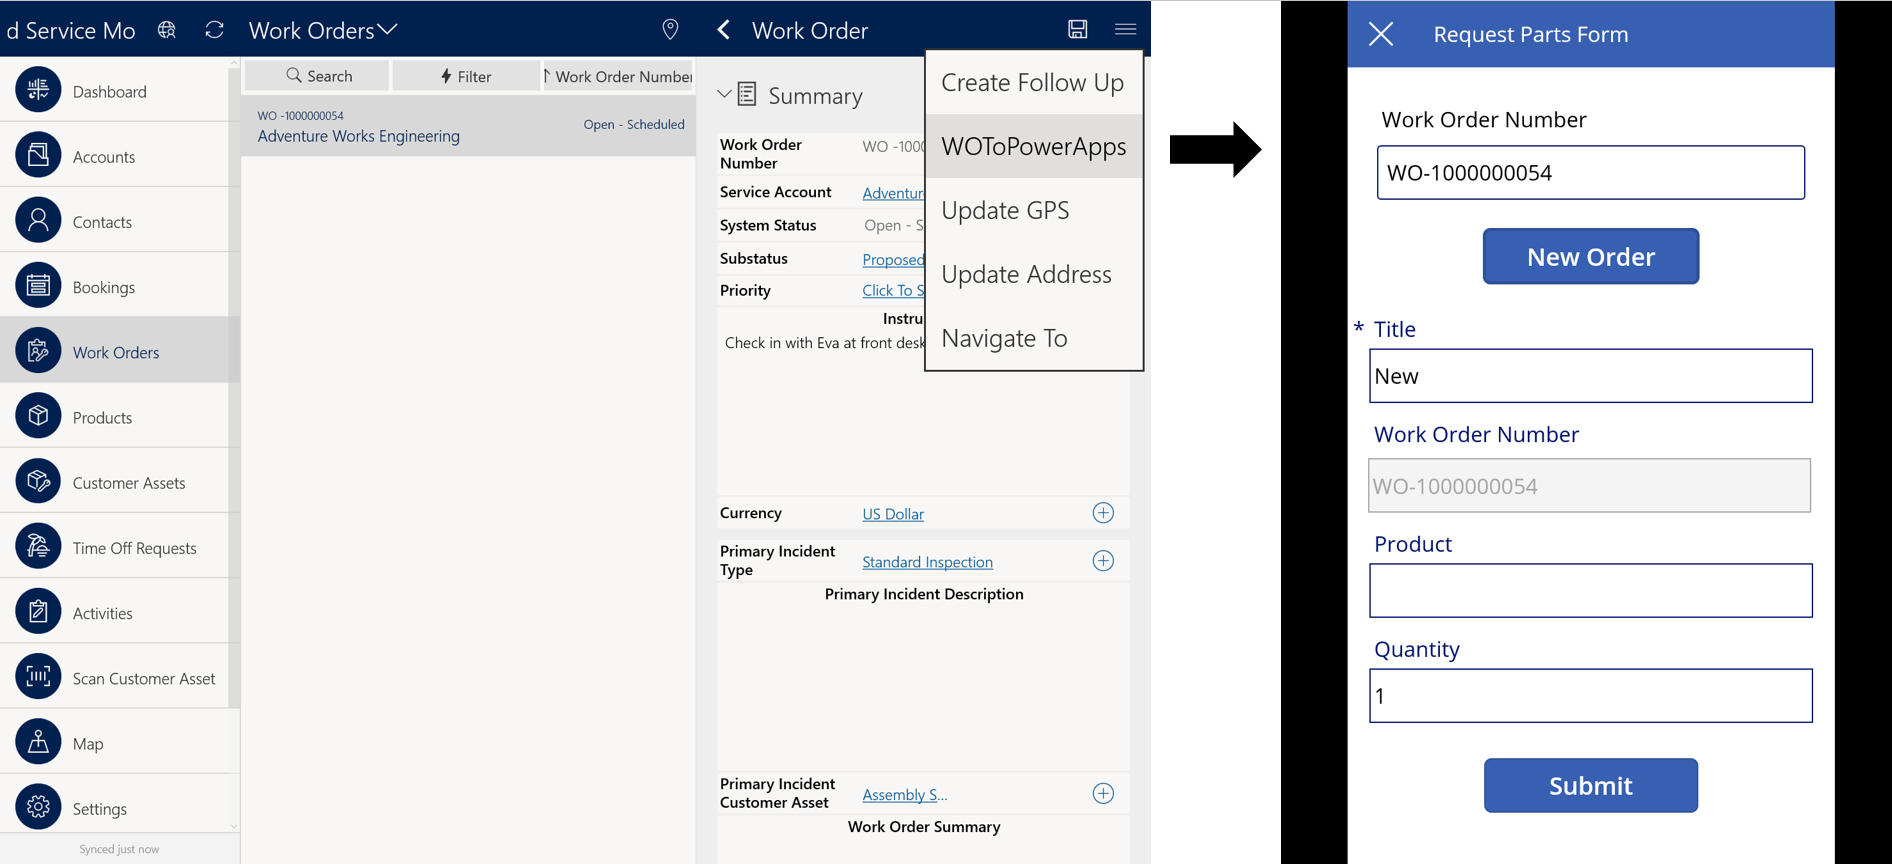 d Service Mo
Dashboard
Accounts
Contacts
Bookings
Work Orders
Products
Customer Assets
Time Off Requests
Activities
Scan Customer Asset
Map
Settings
Synced just now
Work Orders
Search
Filter
Work Order Number
WO -1000000054
Adventure Works Engineering
Open - Scheduled
Work Order
Summary
Work Order
Number
WO -1000
Service Account
Adventur
System Status
Open - S
Substatus
Proposed
Priority
Click To S
Instru
Check in with Eva at front desk
Currency
US Dollar
Primary Incident
Type
Standard Inspection
Primary Incident Description
Primary Incident
Customer Asset
Assembly S...
Work Order Summary
Create Follow Up
WOToPowerApps
Update GPS
Update Address
Navigate To
Request Parts Form
Work Order Number
WO-1000000054
New Order
* Title
New
Work Order Number
WO-1000000054
Product
Quantity
1
Submit